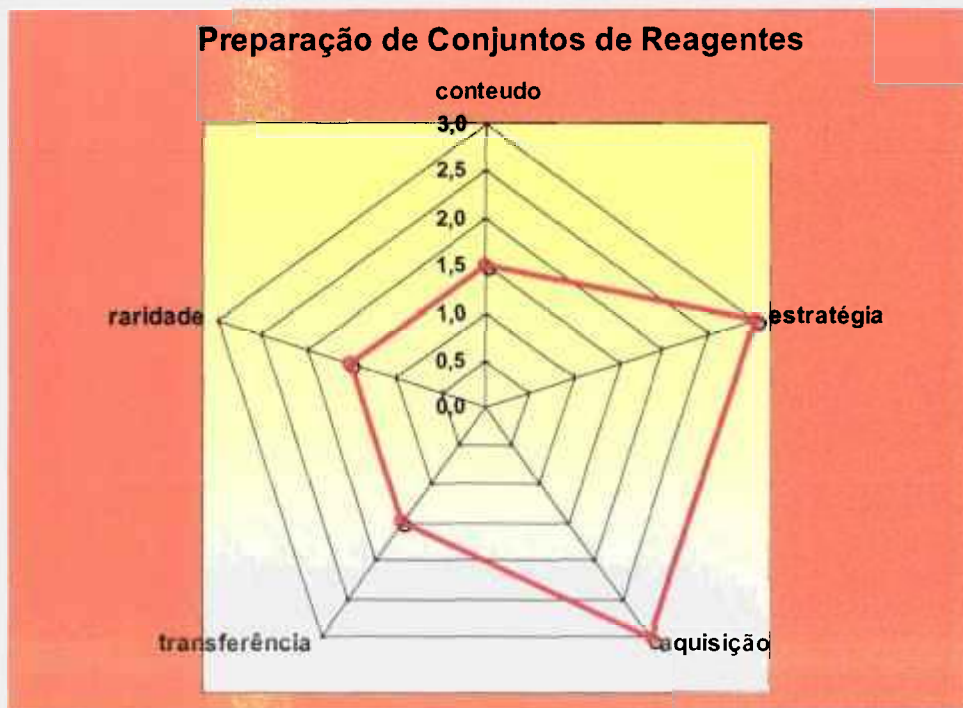 Preparação de Conjuntos de Reagentes
conteudo
3,0
2,5
2,0
1,5
1,0
0,5
0,0
raridade
estratégia
transferência
aquisição